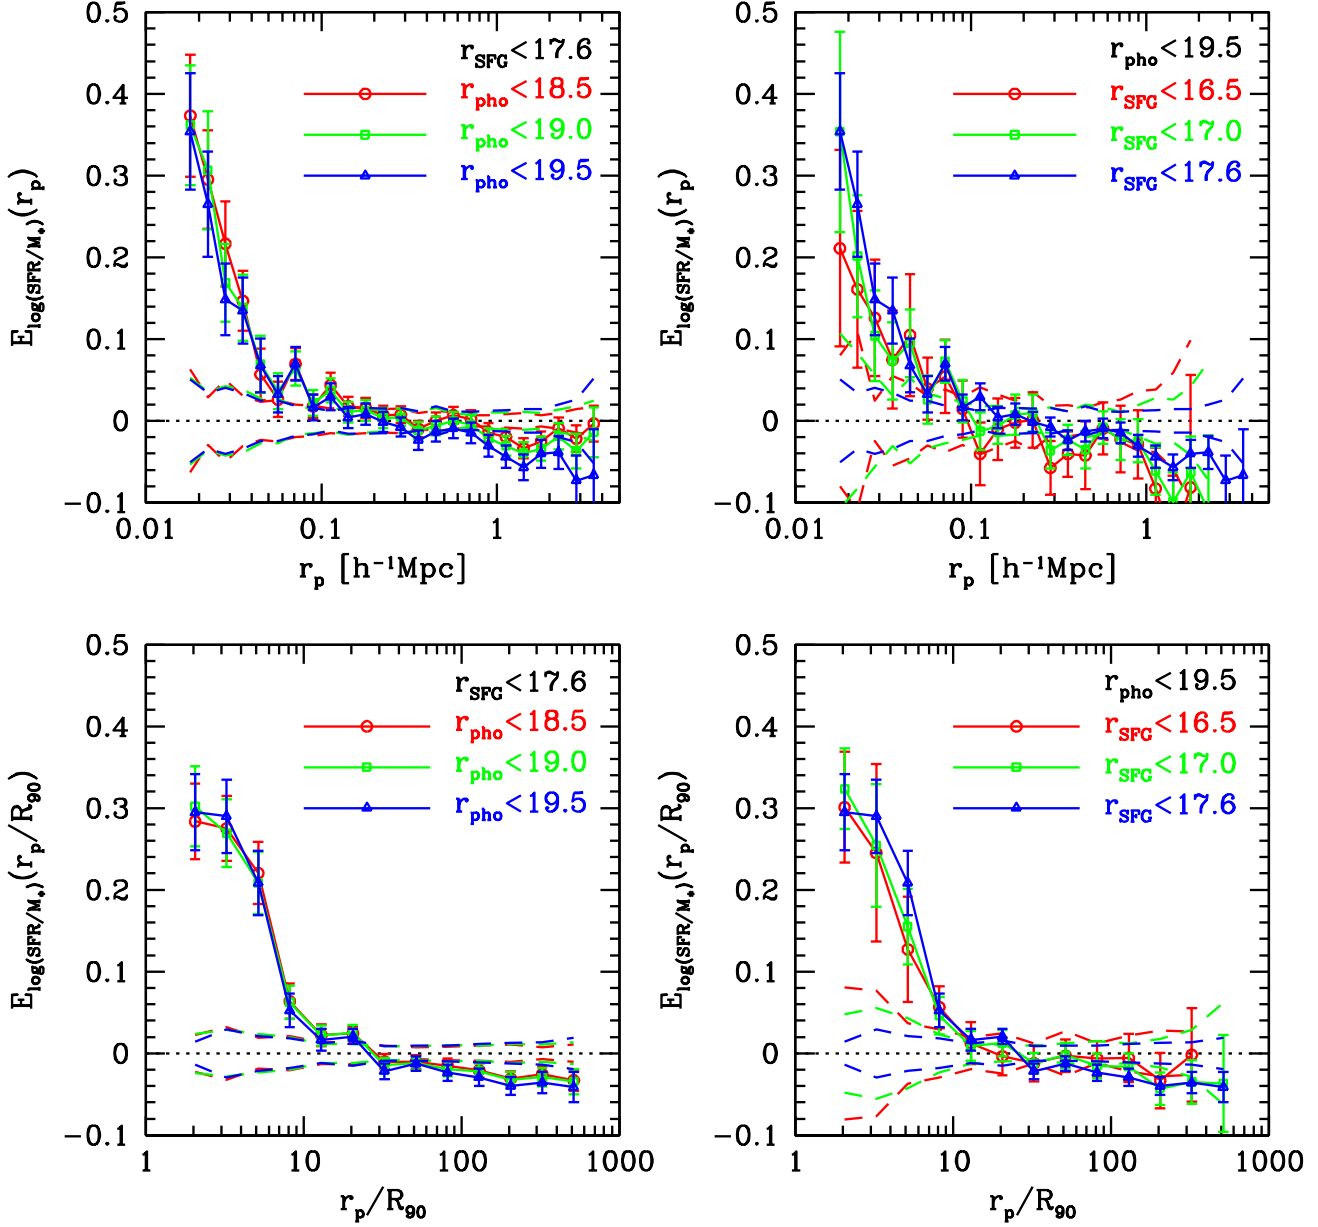 0.5
0.4
0.3
0.2
0.1
0
−0.1
E_log(SFR/M_*)(r_p)
r_SFG<17.6
r_pho<18.5
r_pho<19.0
r_pho<19.5
0.01 0.1 1
r_p [h⁻¹Mpc]
0.5
0.4
0.3
0.2
0.1
0
−0.1
E_log(SFR/M_*)(r_p)
r_pho<19.5
r_SFG<16.5
r_SFG<17.0
r_SFG<17.6
0.01 0.1 1
r_p [h⁻¹Mpc]
0.5
0.4
0.3
0.2
0.1
0
−0.1
E_log(SFR/M_*)(r_p/R_90)
r_SFG<17.6
r_pho<18.5
r_pho<19.0
r_pho<19.5
1 10 100 1000
r_p/R_90
0.5
0.4
0.3
0.2
0.1
0
−0.1
E_log(SFR/M_*)(r_p/R_90)
r_pho<19.5
r_SFG<16.5
r_SFG<17.0
r_SFG<17.6
1 10 100 1000
r_p/R_90